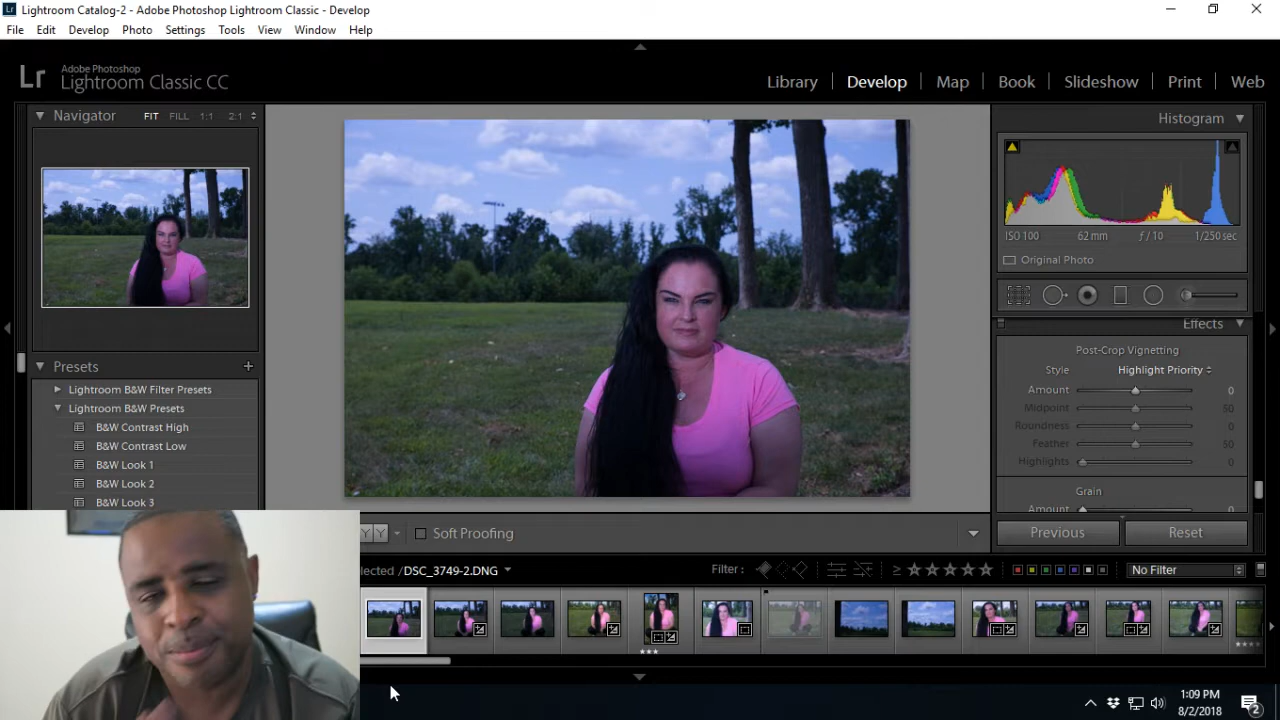 Lr Lightroom Catalog-2 - Adobe Photoshop Lightroom Classic - Develop
File Edit Develop Photo Settings Tools View Window Help
Lr Adobe Photoshop
Lightroom Classic CC
Library Develop Map Book Slideshow Print Web
Navigator FIT FILL 1:1 2:1
Histogram
ISO 100 62 mm ƒ / 10 1/250 sec
Original Photo
Effects
Post-Crop Vignetting
Style Highlight Priority
Amount 0
Midpoint 50
Roundness 0
Feather 50
Highlights 0
Grain
Amount 0
Previous Reset
Presets +
Lightroom B&W Filter Presets
Lightroom B&W Presets
B&W Contrast High
B&W Contrast Low
B&W Look 1
B&W Look 2
B&W Look 3
Y Y Soft Proofing
/DSC_3749-2.DNG
Filter: ≥ No Filter
1:09 PM
8/2/2018
2